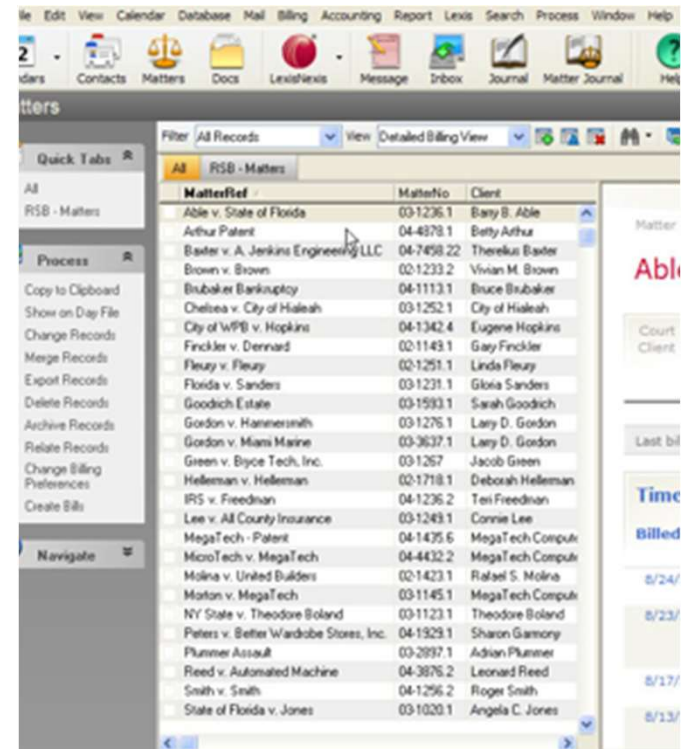 le Edit View Calendar Database Mail Billing Accounting Report Lexis Search Process Window Help
2
dars Contacts Matters Docs LexisNexis Message Inbox Journal Matter Journal Help
tters
Filter All Records View Detailed Billing View
Quick Tabs
All
RSB - Matters
Process
Copy to Clipboard
Show on Day File
Change Records
Merge Records
Export Records
Delete Records
Archive Records
Relate Records
Change Billing
Preferences
Create Bills
Navigate
All RSB - Matters
MatterRef MatterNo Client
Able v. State of Florida 03-1236.1 Barry B. Able
Arthur Patent 04-4878.1 Betty Arthur
Baxter v. A. Jenkins Engineering LLC 04-7458.22 Therelius Baxter
Brown v. Brown 02-1233.2 Vivian M. Brown
Brubaker Bankruptcy 04-1113.1 Bruce Brubaker
Chelsea v. City of Hialeah 03-1252.1 City of Hialeah
City of WPB v. Hopkins 04-1342.4 Eugene Hopkins
Finckler v. Dennard 02-1149.1 Gary Finckler
Fleury v. Fleury 02-1251.1 Linda Fleury
Florida v. Sanders 03-1231.1 Gloria Sanders
Goodrich Estate 03-1593.1 Sarah Goodrich
Gordon v. Hammersmith 03-1276.1 Larry D. Gordon
Gordon v. Miami Marine 03-3637.1 Larry D. Gordon
Green v. Bryce Tech, Inc. 03-1267 Jacob Green
Hellerman v. Hellerman 02-1718.1 Deborah Hellerman
IRS v. Freedman 04-1236.2 Teri Freedman
Lee v. All County Insurance 03-1249.1 Connie Lee
MegaTech - Patent 04-1435.6 MegaTech Compute
MicroTech v. MegaTech 04-4432.2 MegaTech Compute
Molina v. United Builders 02-1423.1 Rafael S. Molina
Morton v. MegaTech 03-1145.1 MegaTech Compute
NY State v. Theodore Boland 03-1123.1 Theodore Boland
Peters v. Better Wardrobe Stores, Inc. 04-1929.1 Sharon Garmony
Plummer Assault 03-2897.1 Adrian Plummer
Reed v. Automated Machine 04-3876.2 Leonard Reed
Smith v. Smith 04-1256.2 Roger Smith
State of Florida v. Jones 03-1020.1 Angela C. Jones
Matter
Able
Court
Client
Last bil
Time
Billed
8/24/
8/23/
8/17/
8/13/